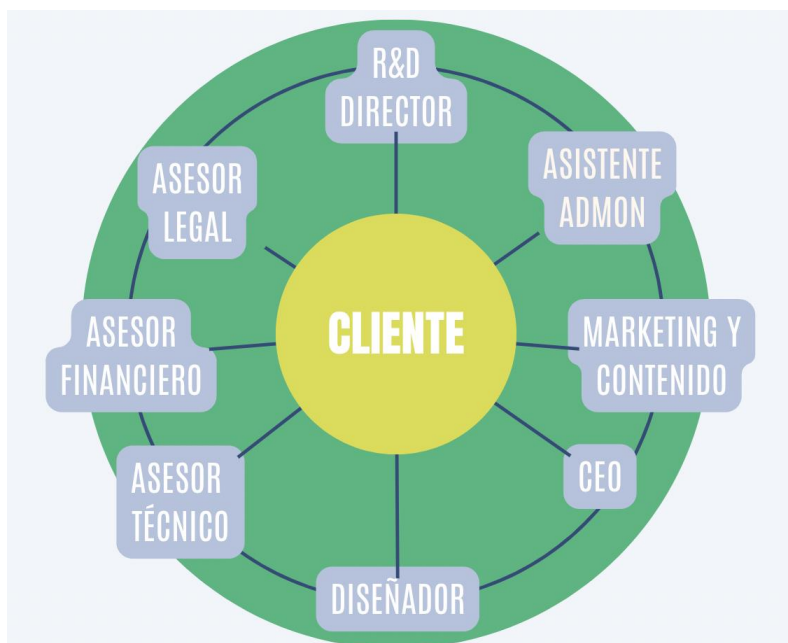 R&D
DIRECTOR
ASISTENTE
ADMON
ASESOR
LEGAL
CLIENTE
MARKETING Y
CONTENIDO
ASESOR
FINANCIERO
CEO
ASESOR
TÉCNICO
DISEÑADOR